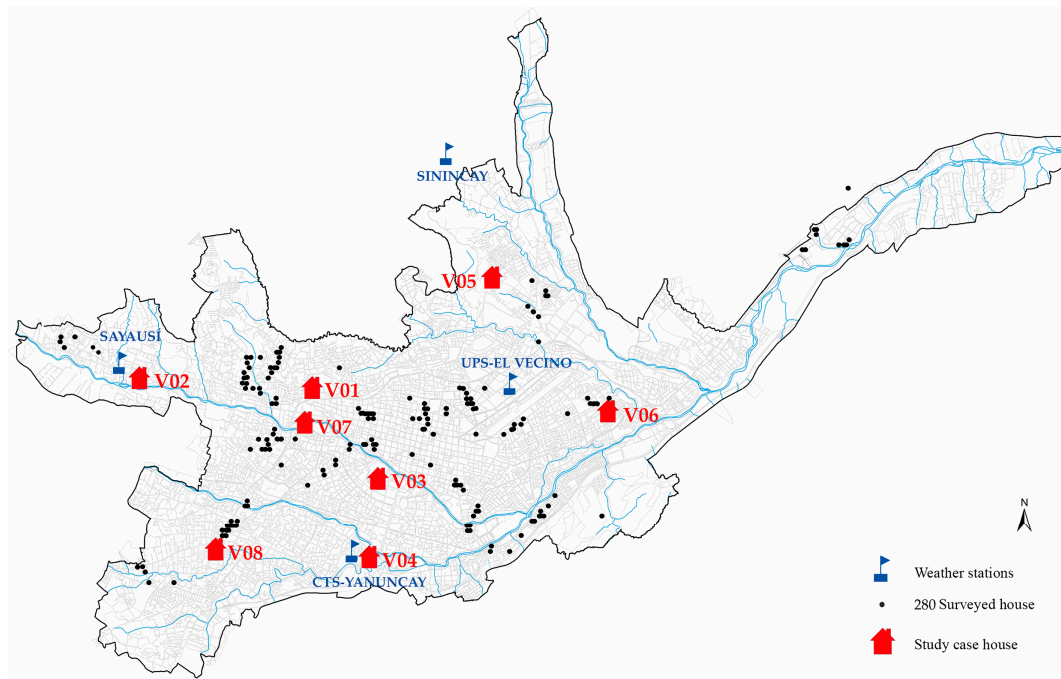 SININCAY
V05
SAYAUSÍ
V02
UPS-EL VECINO
V01
V06
V07
V03
V08
V04
CTS-YANUNÇAY
N
Weather stations
280 Surveyed house
Study case house